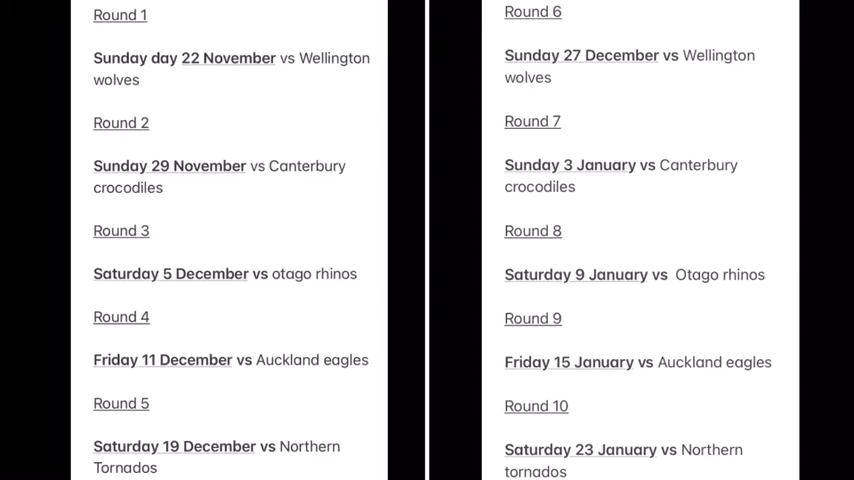 Round 1
Sunday day 22 November vs Wellington
wolves
Round 2
Sunday 29 November vs Canterbury
crocodiles
Round 3
Saturday 5 December vs otago rhinos
Round 4
Friday 11 December vs Auckland eagles
Round 5
Saturday 19 December vs Northern
Tornados
Round 6
Sunday 27 December vs Wellington
wolves
Round 7
Sunday 3 January vs Canterbury
crocodiles
Round 8
Saturday 9 January vs Otago rhinos
Round 9
Friday 15 January vs Auckland eagles
Round 10
Saturday 23 January vs Northern
tornados